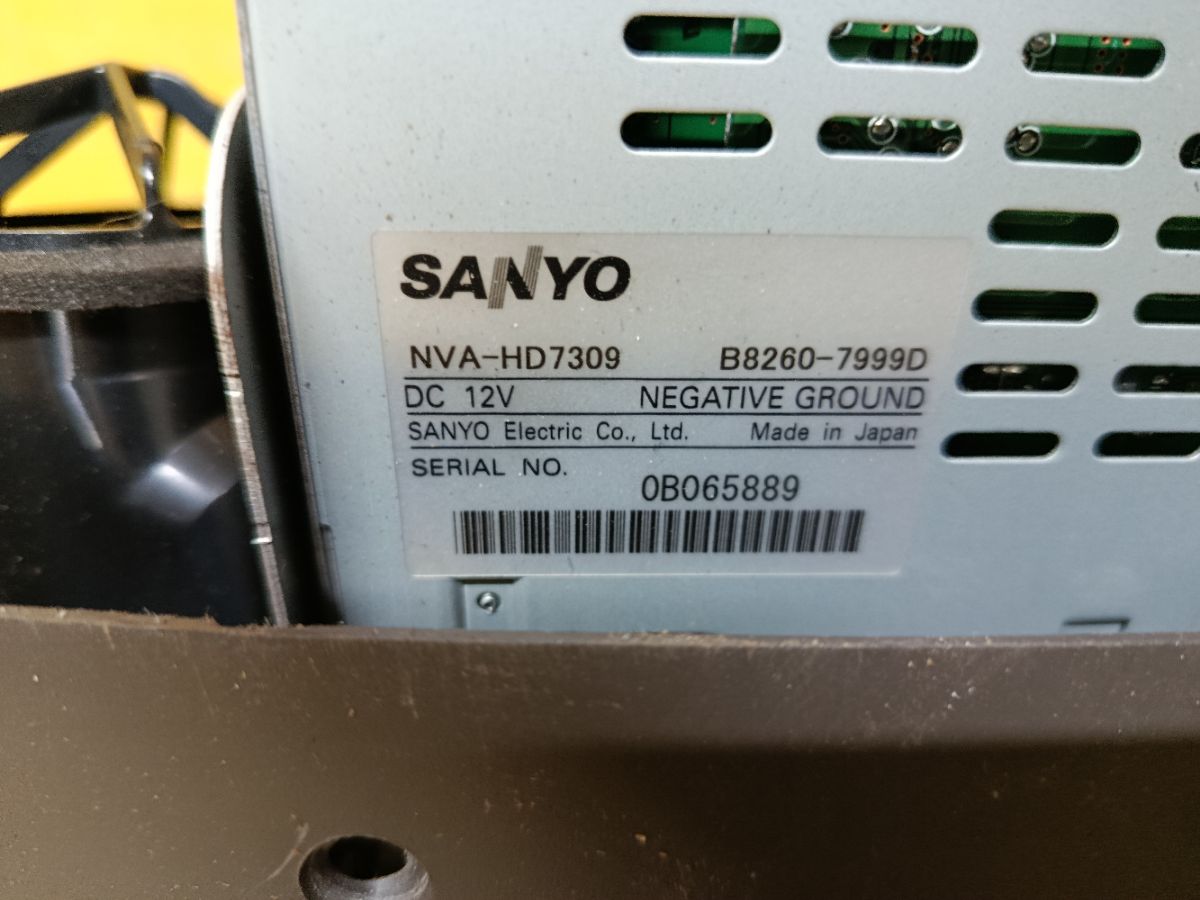 SANYO
NVA-HD7309 B8260-7999D
DC 12V NEGATIVE GROUND
SANYO Electric Co., Ltd. Made in Japan
SERIAL NO.
0B065889